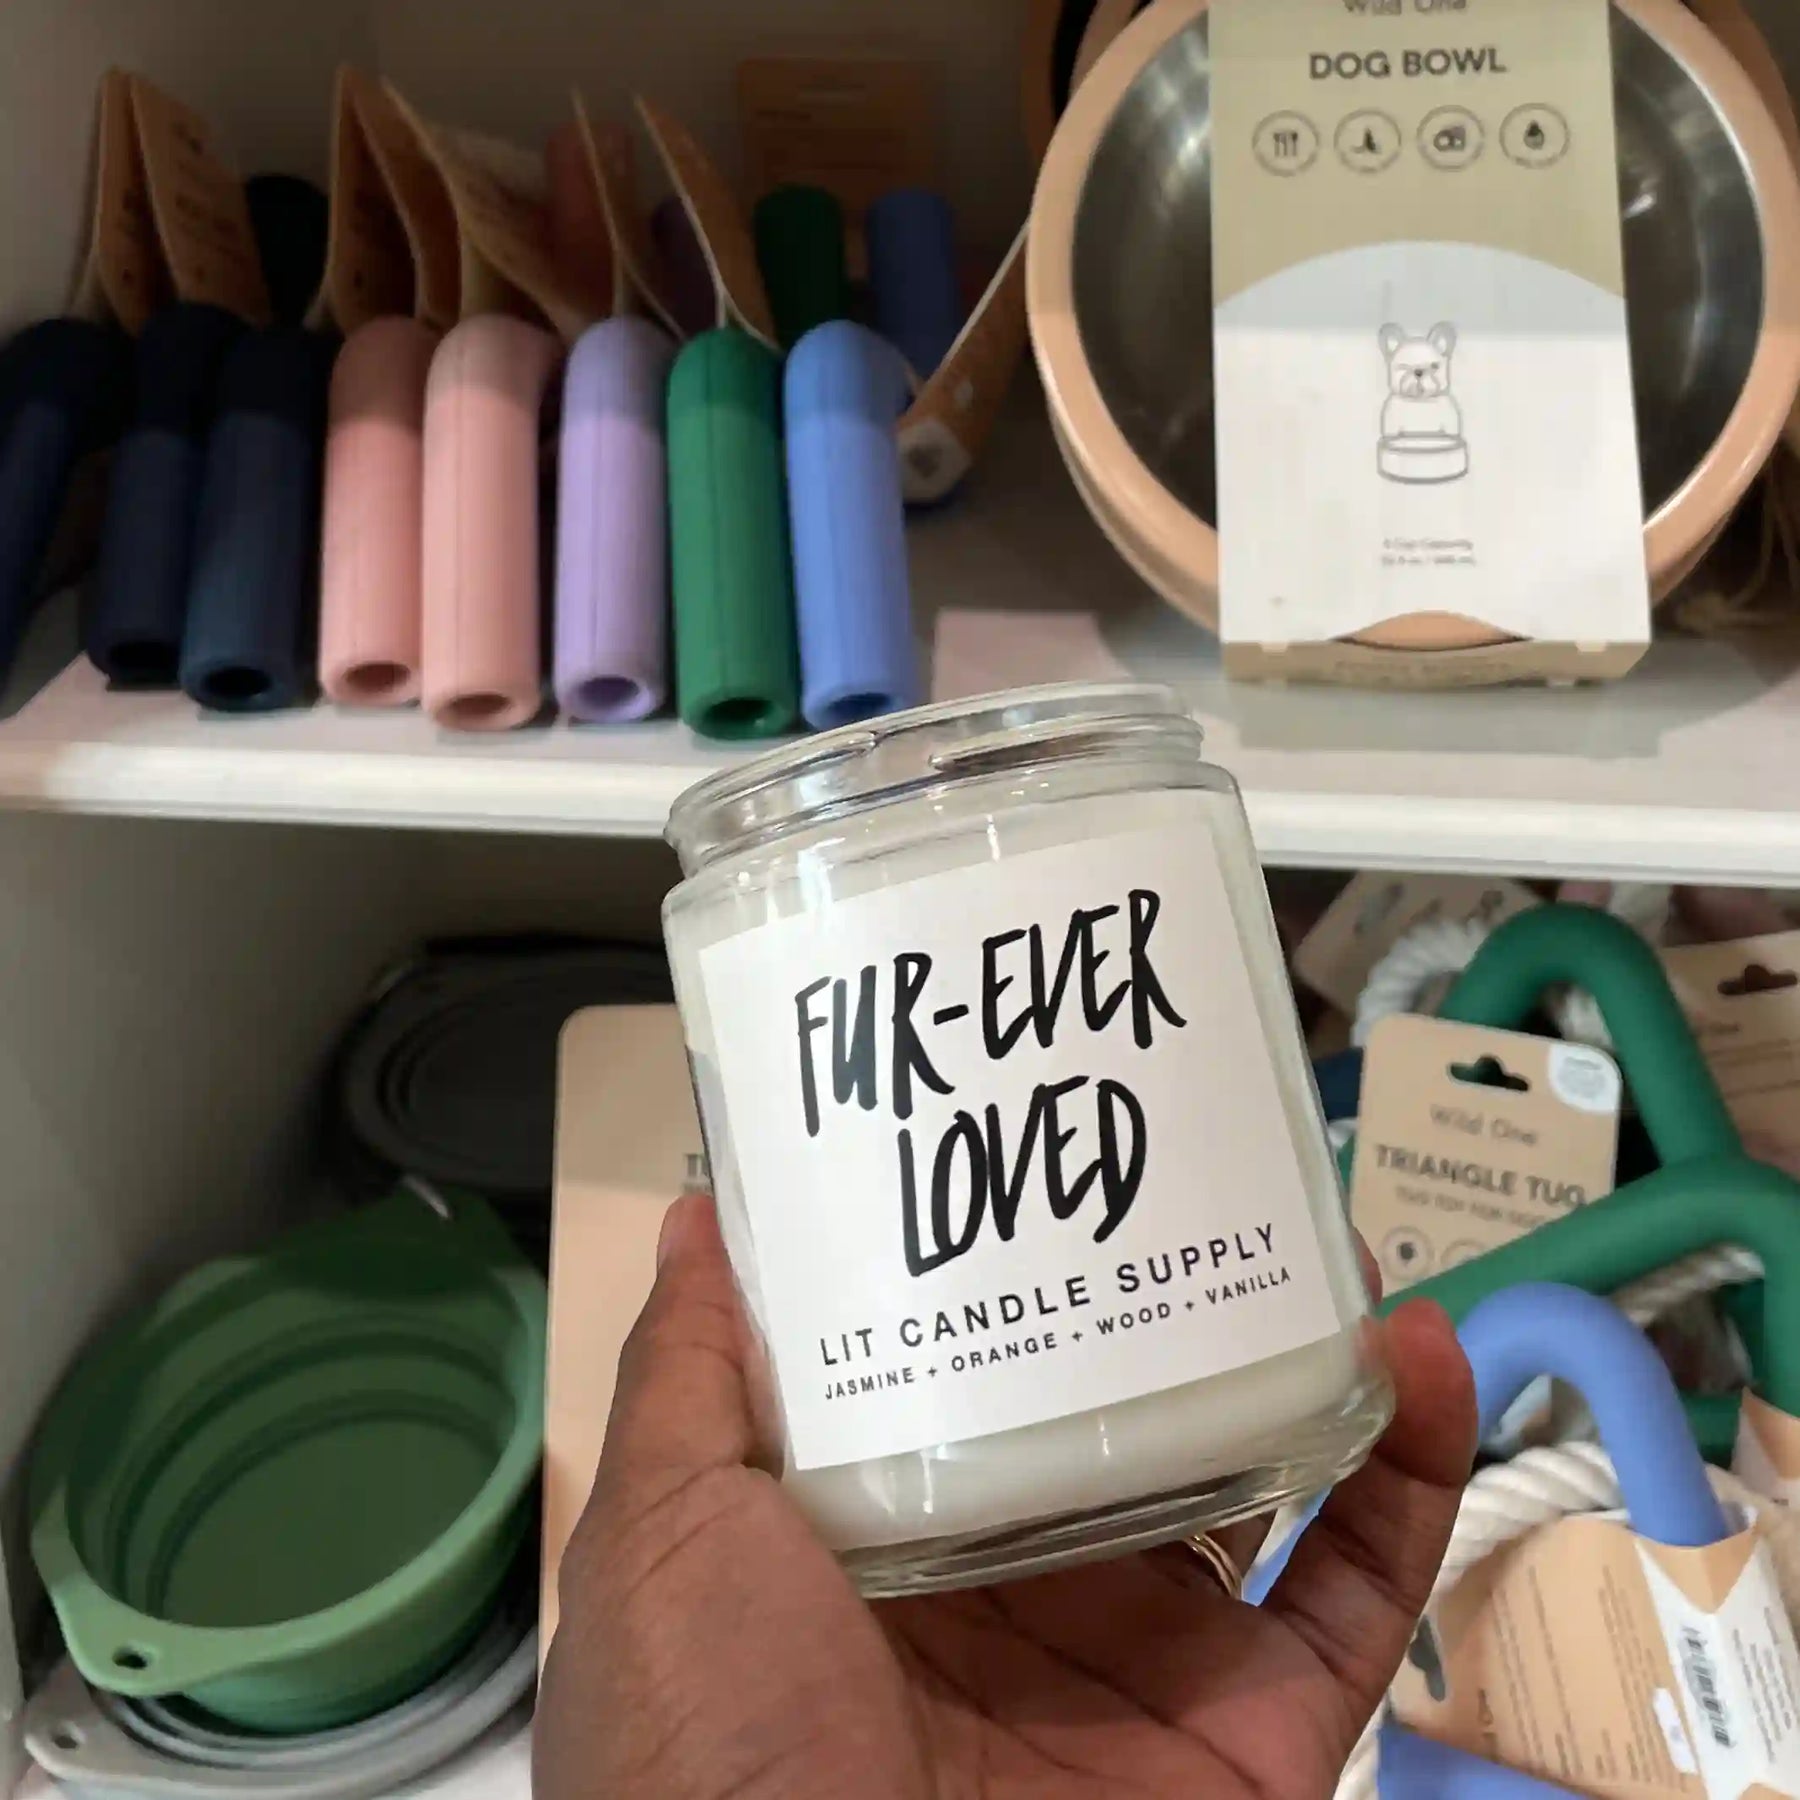 Wild One
DOG BOWL
FUR-EVER
LOVED
LIT CANDLE SUPPLY
JASMINE + ORANGE + WOOD + VANILLA
Wild One
TRIANGLE TUG